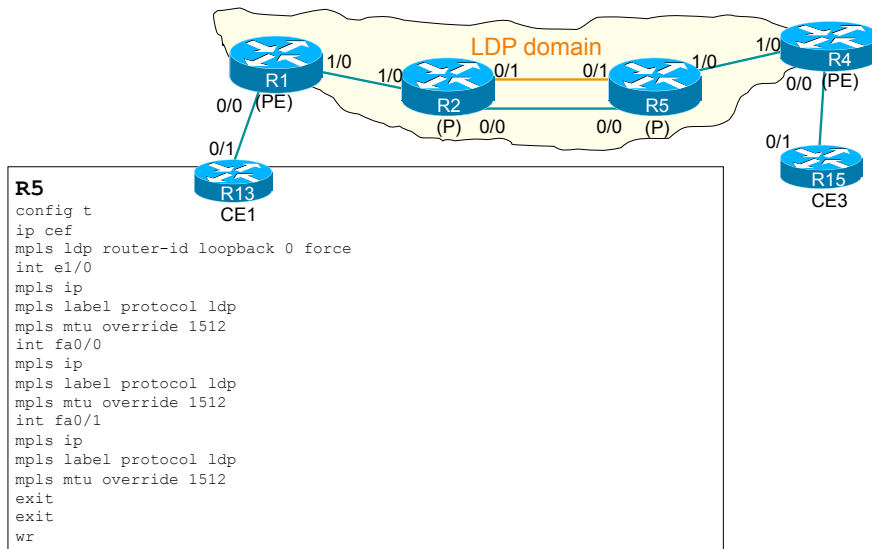 LDP domain
1/0
1/0
0/1
0/1
1/0
1/0
R1
(PE)
R2
(P)
R5
(P)
R4
(PE)
0/0
0/0
0/0
0/0
0/1
0/1
R13
CE1
R15
CE3
R5
config t
ip cef
mpls ldp router-id loopback 0 force
int e1/0
mpls ip
mpls label protocol ldp
mpls mtu override 1512
int fa0/0
mpls ip
mpls label protocol ldp
mpls mtu override 1512
int fa0/1
mpls ip
mpls label protocol ldp
mpls mtu override 1512
exit
exit
wr